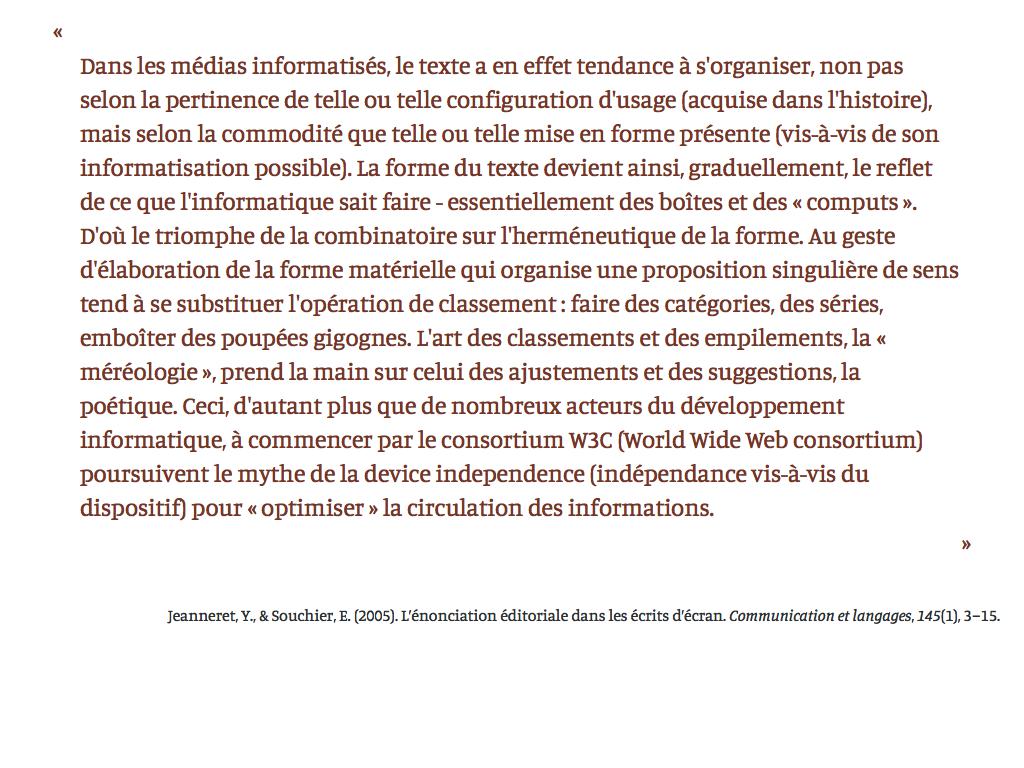 «
Dans les médias informatisés, le texte a en effet tendance à s'organiser, non pas
selon la pertinence de telle ou telle configuration d'usage (acquise dans l'histoire),
mais selon la commodité que telle ou telle mise en forme présente (vis-à-vis de son
informatisation possible). La forme du texte devient ainsi, graduellement, le reflet
de ce que l'informatique sait faire - essentiellement des boîtes et des « computs ».
D'où le triomphe de la combinatoire sur l'herméneutique de la forme. Au geste
d'élaboration de la forme matérielle qui organise une proposition singulière de sens
tend à se substituer l'opération de classement : faire des catégories, des séries,
emboîter des poupées gigognes. L'art des classements et des empilements, la «
méréologie », prend la main sur celui des ajustements et des suggestions, la
poétique. Ceci, d'autant plus que de nombreux acteurs du développement
informatique, à commencer par le consortium W3C (World Wide Web consortium)
poursuivent le mythe de la device independence (indépendance vis-à-vis du
dispositif) pour « optimiser » la circulation des informations.
»
Jeanneret, Y., & Souchier, E. (2005). L'énonciation éditoriale dans les écrits d'écran. Communication et langages, 145(1), 3–15.